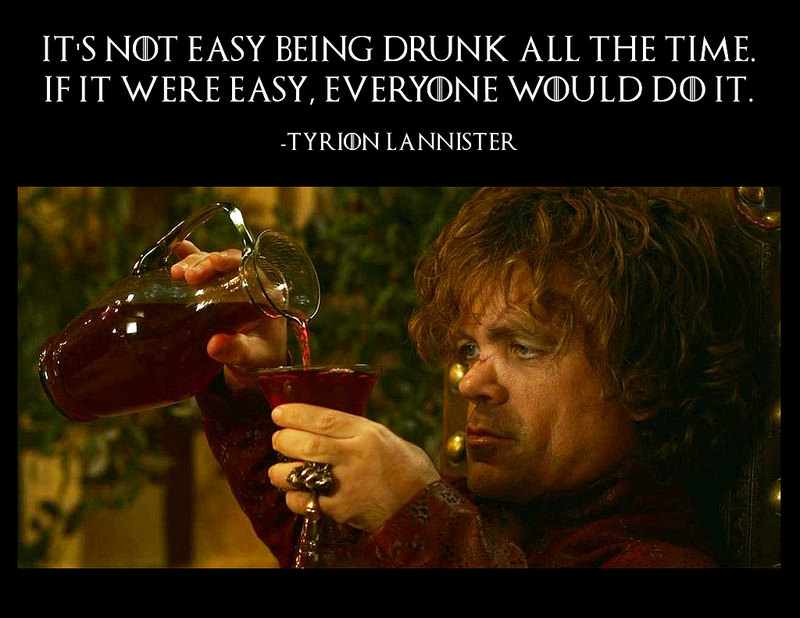 IT'S NOT EASY BEING DRUNK ALL THE TIME.
IF IT WERE EASY, EVERYONE WOULD DO IT.
-TYRION LANNISTER